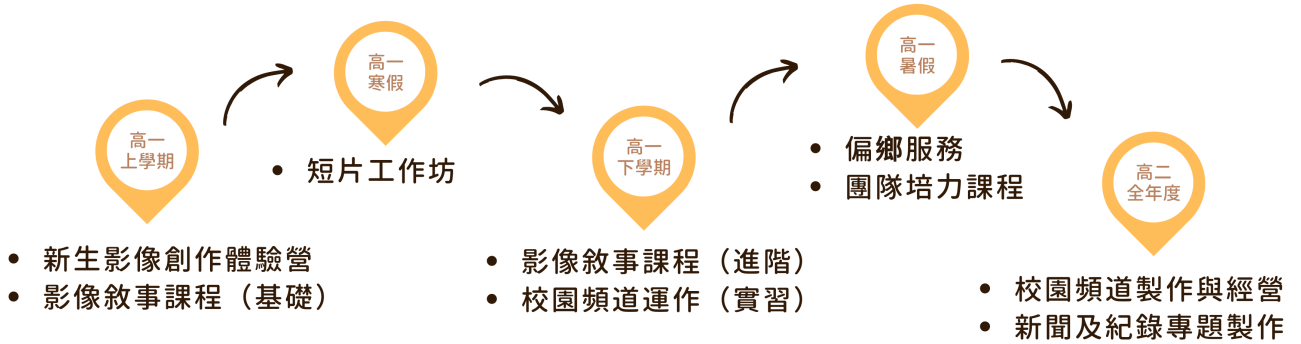 高一
上學期
• 新生影像創作體驗營
• 影像敘事課程（基礎）
高一
寒假
• 短片工作坊
高一
下學期
• 影像敘事課程（進階）
• 校園頻道運作（實習）
高一
暑假
• 偏鄉服務
• 團隊培力課程
高二
全年度
• 校園頻道製作與經營
• 新聞及紀錄專題製作